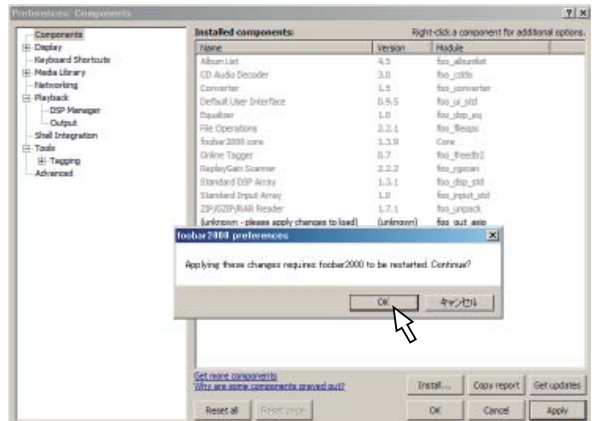 Preferences: Components
Components
Display
Keyboard Shortcuts
Media Library
Networking
Playback
DSP Manager
Output
Shell Integration
Tools
Tagging
Advanced
Installed components:
Right-click a component for additional options.
Name Version Module
Album List 4.5 foo_albumlist
CD Audio Decoder 3.0 foo_cdda
Converter 1.5 foo_converter
Default User Interface 0.9.5 foo_ui_std
Equalizer 1.0 foo_dsp_eq
File Operations 2.2.1 foo_fileops
foobar2000 core 1.3.9 Core
Online Tagger 0.7 foo_freedb2
ReplayGain Scanner 2.2.2 foo_rgscan
Standard DSP Array 1.3.1 foo_dsp_std
Standard Input Array 1.0 foo_input_std
ZIP/GZIP/RAR Reader 1.7.1 foo_unpack
(unknown - please apply changes to load) (unknown) foo_out_asio
foobar2000 preferences
Applying these changes requires foobar2000 to be restarted. Continue?
OK キャンセル
Get more components
Why are some components greyed out?
Install... Copy report Get updates
Reset all Reset page OK Cancel Apply